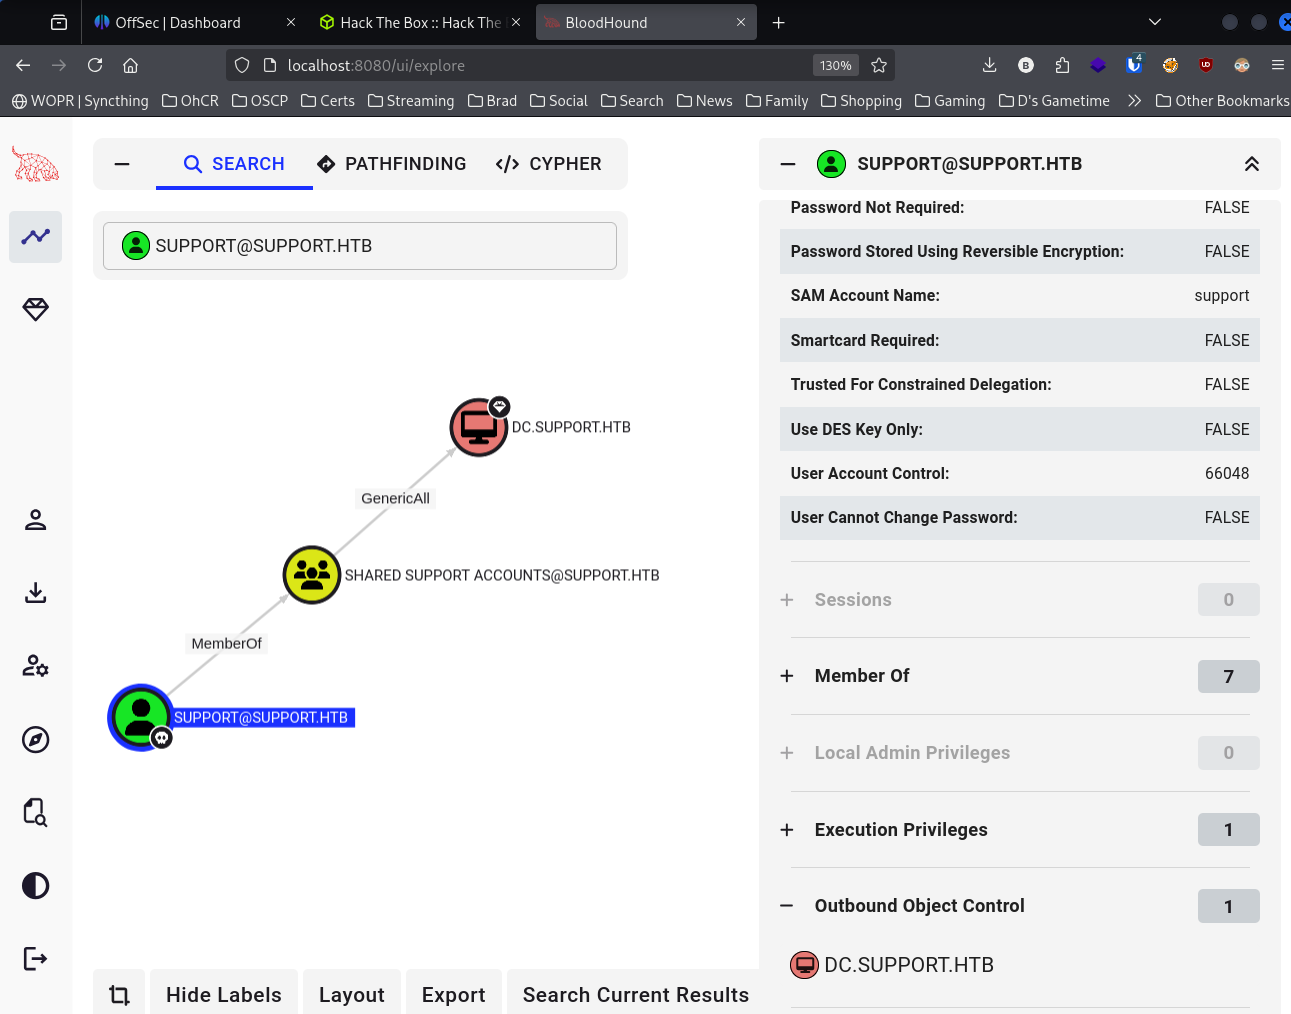 OffSec | Dashboard
Hack The Box :: Hack The
BloodHound
localhost:8080/ui/explore
130%
B
4
UD
WOPR | Syncthing
OhCR
OSCP
Certs
Streaming
Brad
Social
Search
News
Family
Shopping
Gaming
D's Gametime
Other Bookmarks
SEARCH
PATHFINDING
CYPHER
SUPPORT@SUPPORT.HTB
DC.SUPPORT.HTB
GenericAll
SHARED SUPPORT ACCOUNTS@SUPPORT.HTB
MemberOf
SUPPORT@SUPPORT.HTB
Hide Labels
Layout
Export
Search Current Results
SUPPORT@SUPPORT.HTB
Password Not Required: FALSE
Password Stored Using Reversible Encryption: FALSE
SAM Account Name: support
Smartcard Required: FALSE
Trusted For Constrained Delegation: FALSE
Use DES Key Only: FALSE
User Account Control: 66048
User Cannot Change Password: FALSE
Sessions 0
Member Of 7
Local Admin Privileges 0
Execution Privileges 1
Outbound Object Control 1
DC.SUPPORT.HTB